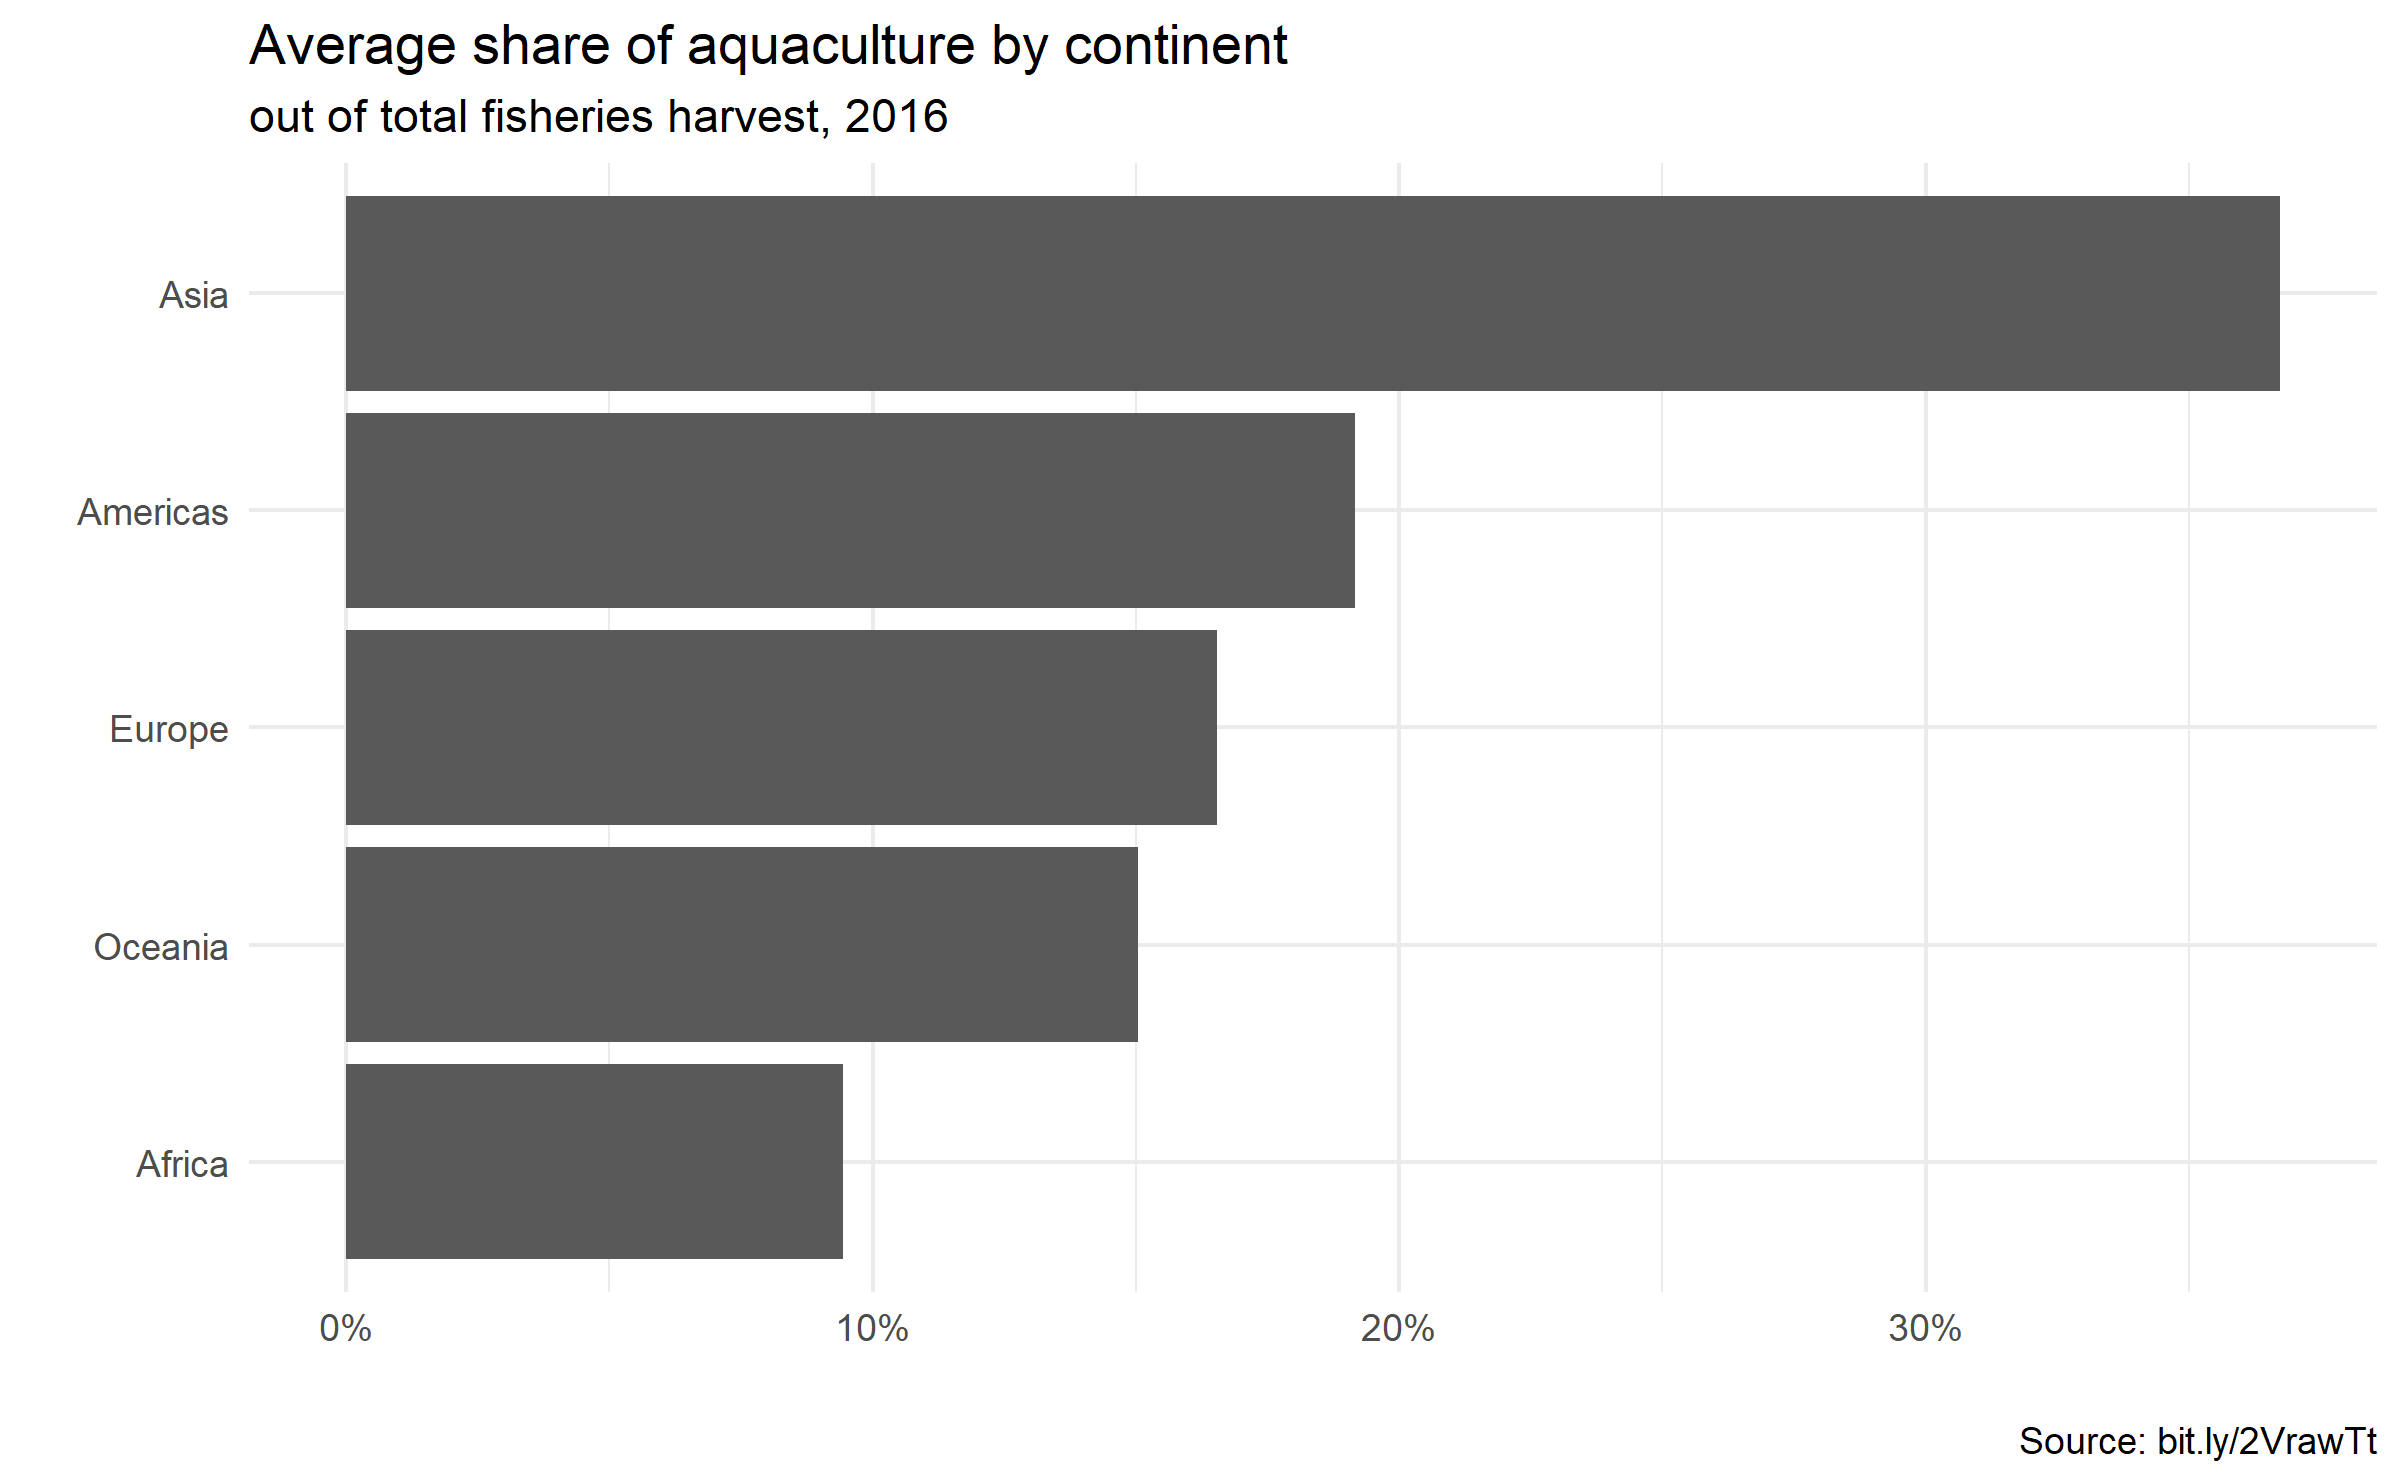 Average share of aquaculture by continent
out of total fisheries harvest, 2016
Asia
Americas
Europe
Oceania
Africa
0% 10% 20% 30%
Source: bit.ly/2VrawTt